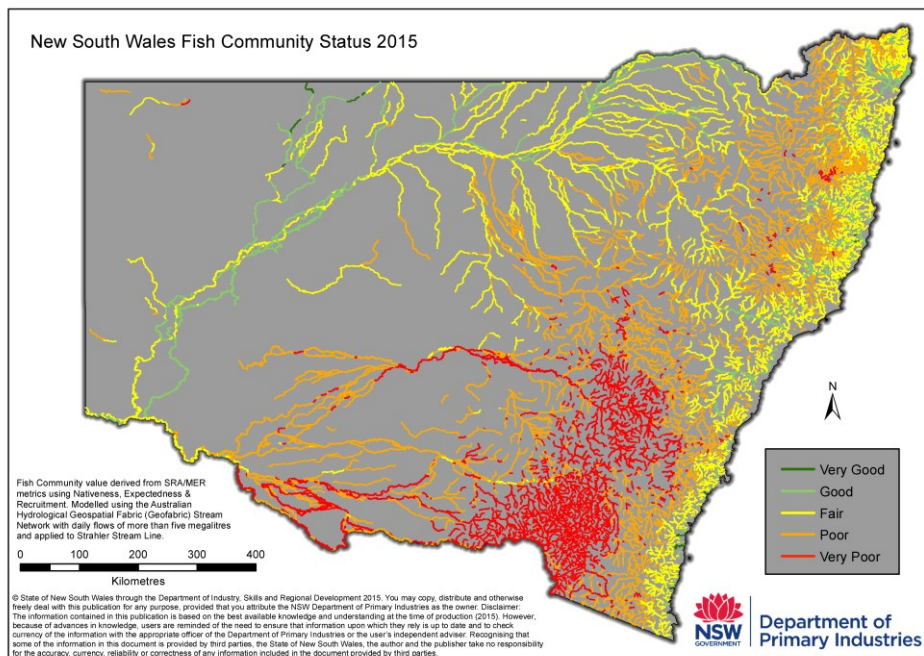 New South Wales Fish Community Status 2015
N
Very Good
Good
Fair
Poor
Very Poor
Fish Community value derived from SRA/MER
metrics using Nativeness, Expectedness &
Recruitment. Modelled using the Australian
Hydrological Geospatial Fabric (Geofabric) Stream
Network with daily flows of more than five megalitres
and applied to Strahler Stream Line.
0 50 100 200 300 400
Kilometres
© State of New South Wales through the Department of Industry, Skills and Regional Development 2015. You may copy, distribute and otherwise
freely deal with this publication for any purpose, provided that you attribute the NSW Department of Primary Industries as the owner. Disclaimer:
The information contained in this publication is based on the best available knowledge and understanding at the time of production (2015). However,
because of advances in knowledge, users are reminded of the need to ensure that information upon which they rely is up to date and to check
currency of the information with the appropriate officer of the Department of Primary Industries or the user's independent adviser. Recognising that
some of the information in this document is provided by third parties, the State of New South Wales, the author and the publisher take no responsibility
for the accuracy, currency, reliability or correctness of any information included in the document provided by third parties.
NSW
GOVERNMENT
Department of
Primary Industries